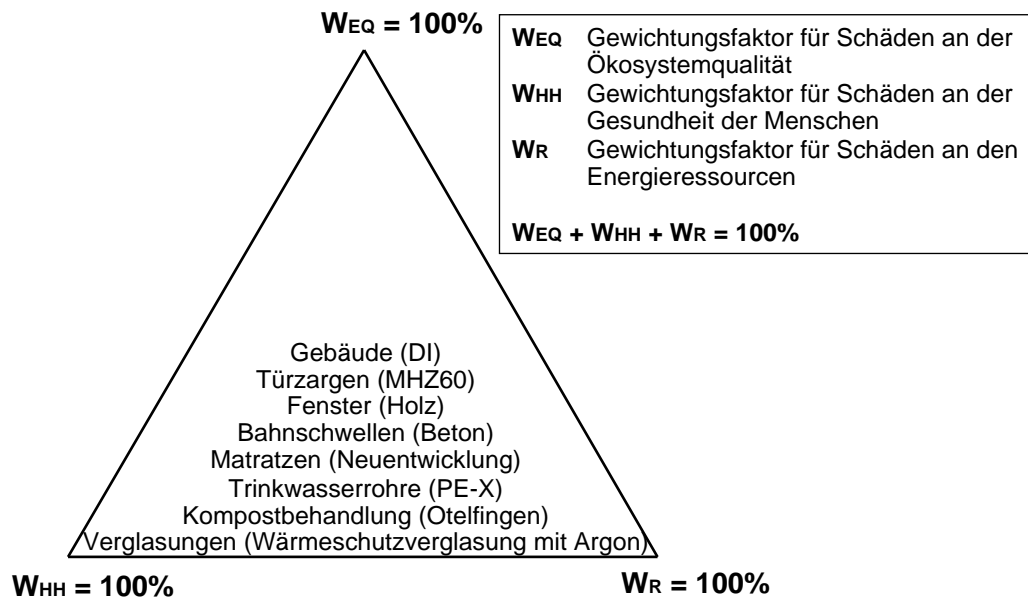 WEQ = 100%
WEQ Gewichtungsfaktor für Schäden an der
Ökosystemqualität
WHH Gewichtungsfaktor für Schäden an der
Gesundheit der Menschen
WR Gewichtungsfaktor für Schäden an den
Energieressourcen
WEQ + WHH + WR = 100%
Gebäude (DI)
Türzargen (MHZ60)
Fenster (Holz)
Bahnschwellen (Beton)
Matratzen (Neuentwicklung)
Trinkwasserrohre (PE-X)
Kompostbehandlung (Otelfingen)
Verglasungen (Wärmeschutzverglasung mit Argon)
WHH = 100%
WR = 100%